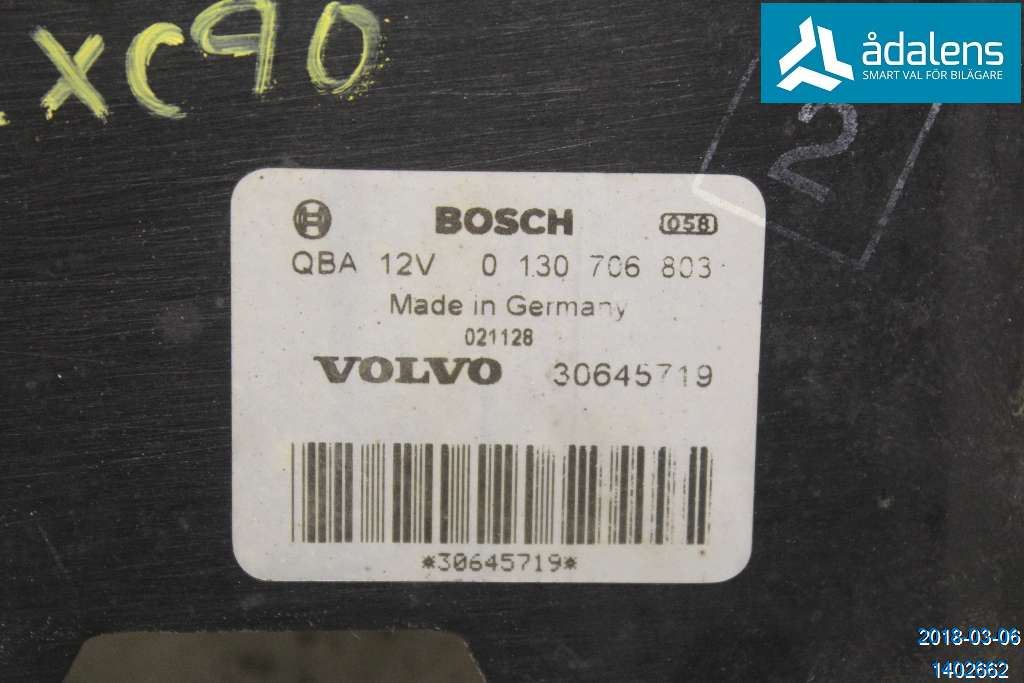 XC90
ådalens
SMART VAL FÖR BILÄGARE
2
BOSCH
058
QBA 12V 0 130 706 803
Made in Germany
021128
VOLVO 30645719
*30645719*
2018-03-06
1402662